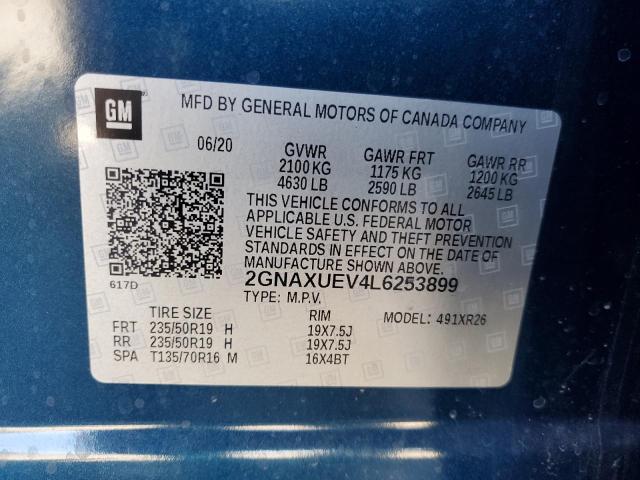 GM
MFD BY GENERAL MOTORS OF CANADA COMPANY
06/20 GVWR GAWR FRT GAWR RR
2100 KG 1175 KG 1200 KG
4630 LB 2590 LB 2645 LB
THIS VEHICLE CONFORMS TO ALL
APPLICABLE U.S. FEDERAL MOTOR
VEHICLE SAFETY AND THEFT PREVENTION
STANDARDS IN EFFECT ON THE DATE OF
MANUFACTURE SHOWN ABOVE.
617D 2GNAXUEV4L6253899
TYPE: M.P.V.
TIRE SIZE RIM MODEL: 491XR26
FRT 235/50R19 H 19X7.5J
RR 235/50R19 H 19X7.5J
SPA T135/70R16 M 16X4BT